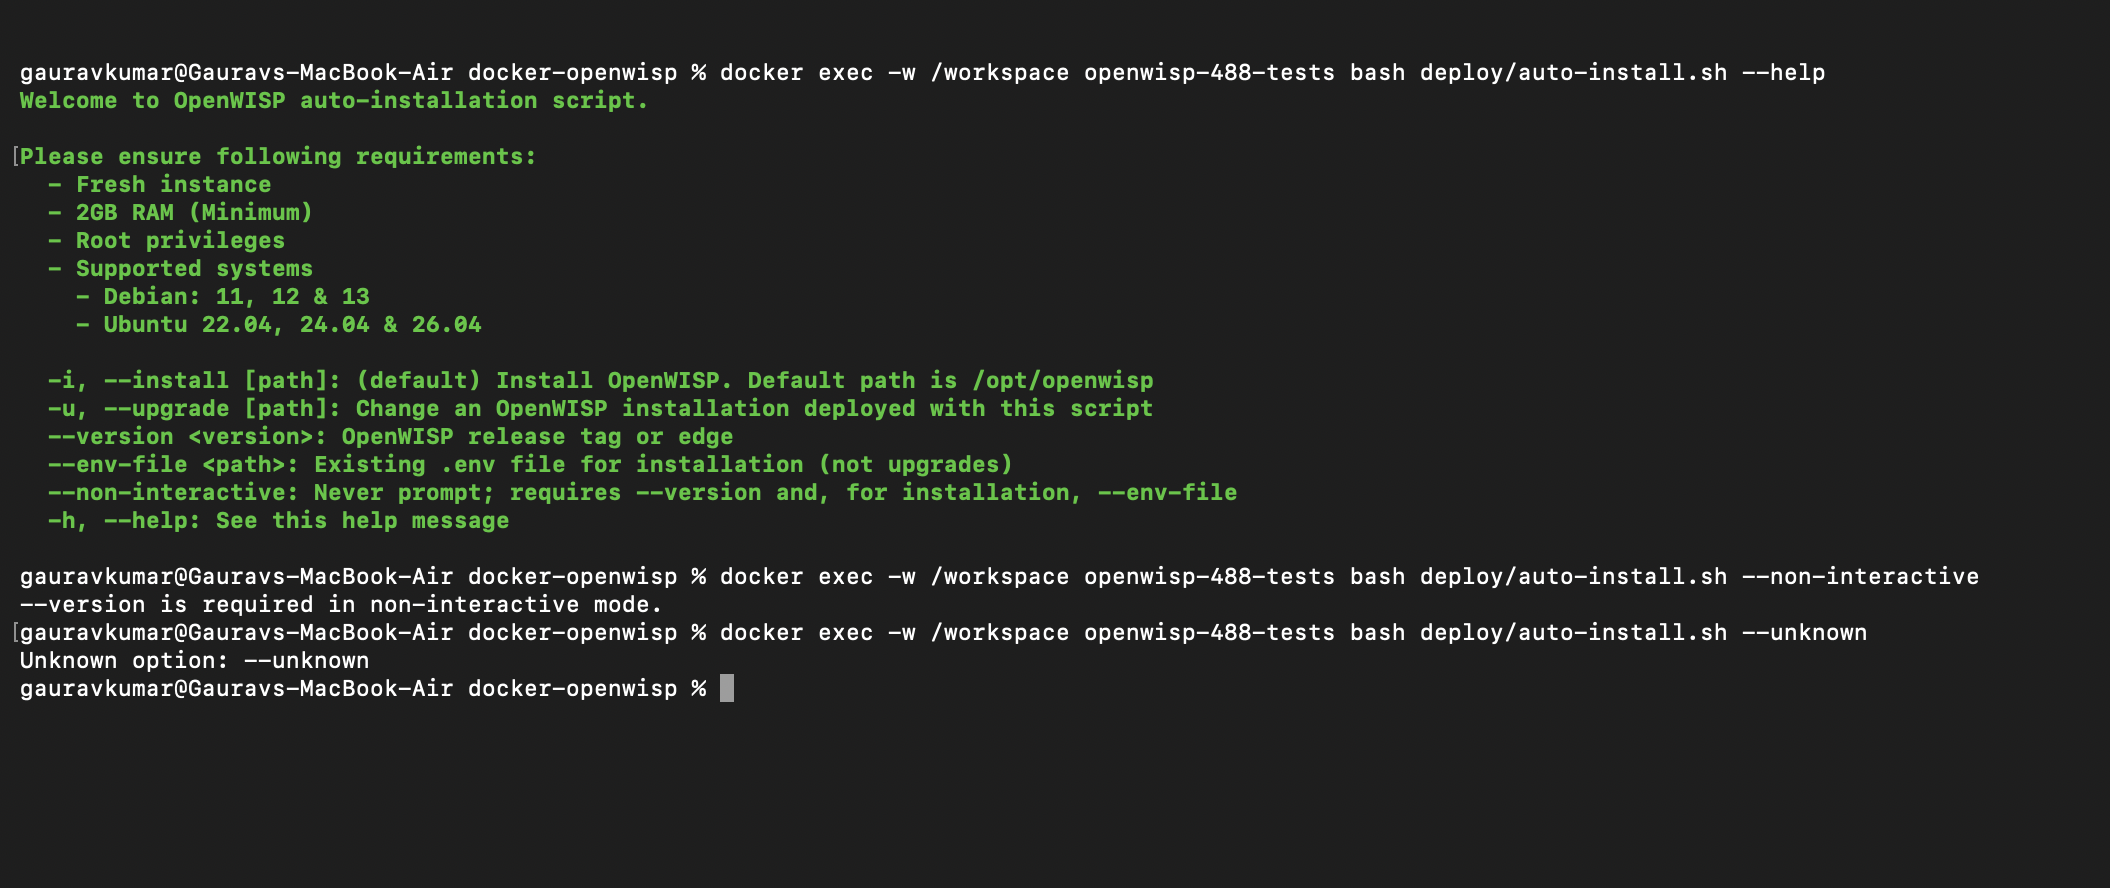 gauravkumar@Gauravs-MacBook-Air docker-openwisp % docker exec -w /workspace openwisp-488-tests bash deploy/auto-install.sh --help
Welcome to OpenWISP auto-installation script.

[Please ensure following requirements:
  - Fresh instance
  - 2GB RAM (Minimum)
  - Root privileges
  - Supported systems
    - Debian: 11, 12 & 13
    - Ubuntu 22.04, 24.04 & 26.04

  -i, --install [path]: (default) Install OpenWISP. Default path is /opt/openwisp
  -u, --upgrade [path]: Change an OpenWISP installation deployed with this script
  --version <version>: OpenWISP release tag or edge
  --env-file <path>: Existing .env file for installation (not upgrades)
  --non-interactive: Never prompt; requires --version and, for installation, --env-file
  -h, --help: See this help message

gauravkumar@Gauravs-MacBook-Air docker-openwisp % docker exec -w /workspace openwisp-488-tests bash deploy/auto-install.sh --non-interactive
--version is required in non-interactive mode.
[gauravkumar@Gauravs-MacBook-Air docker-openwisp % docker exec -w /workspace openwisp-488-tests bash deploy/auto-install.sh --unknown
Unknown option: --unknown
gauravkumar@Gauravs-MacBook-Air docker-openwisp %